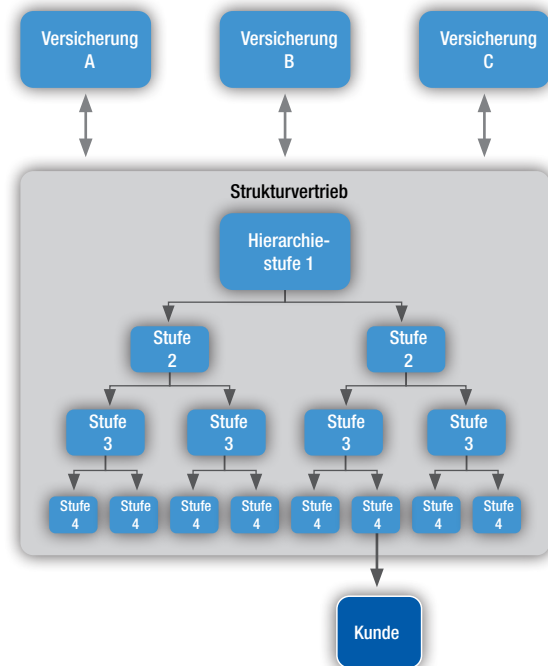 Versicherung
A
Versicherung
B
Versicherung
C
Strukturvertrieb
Hierarchie-
stufe 1
Stufe
2
Stufe
2
Stufe
3
Stufe
3
Stufe
3
Stufe
3
Stufe
4
Stufe
4
Stufe
4
Stufe
4
Stufe
4
Stufe
4
Stufe
4
Stufe
4
Kunde